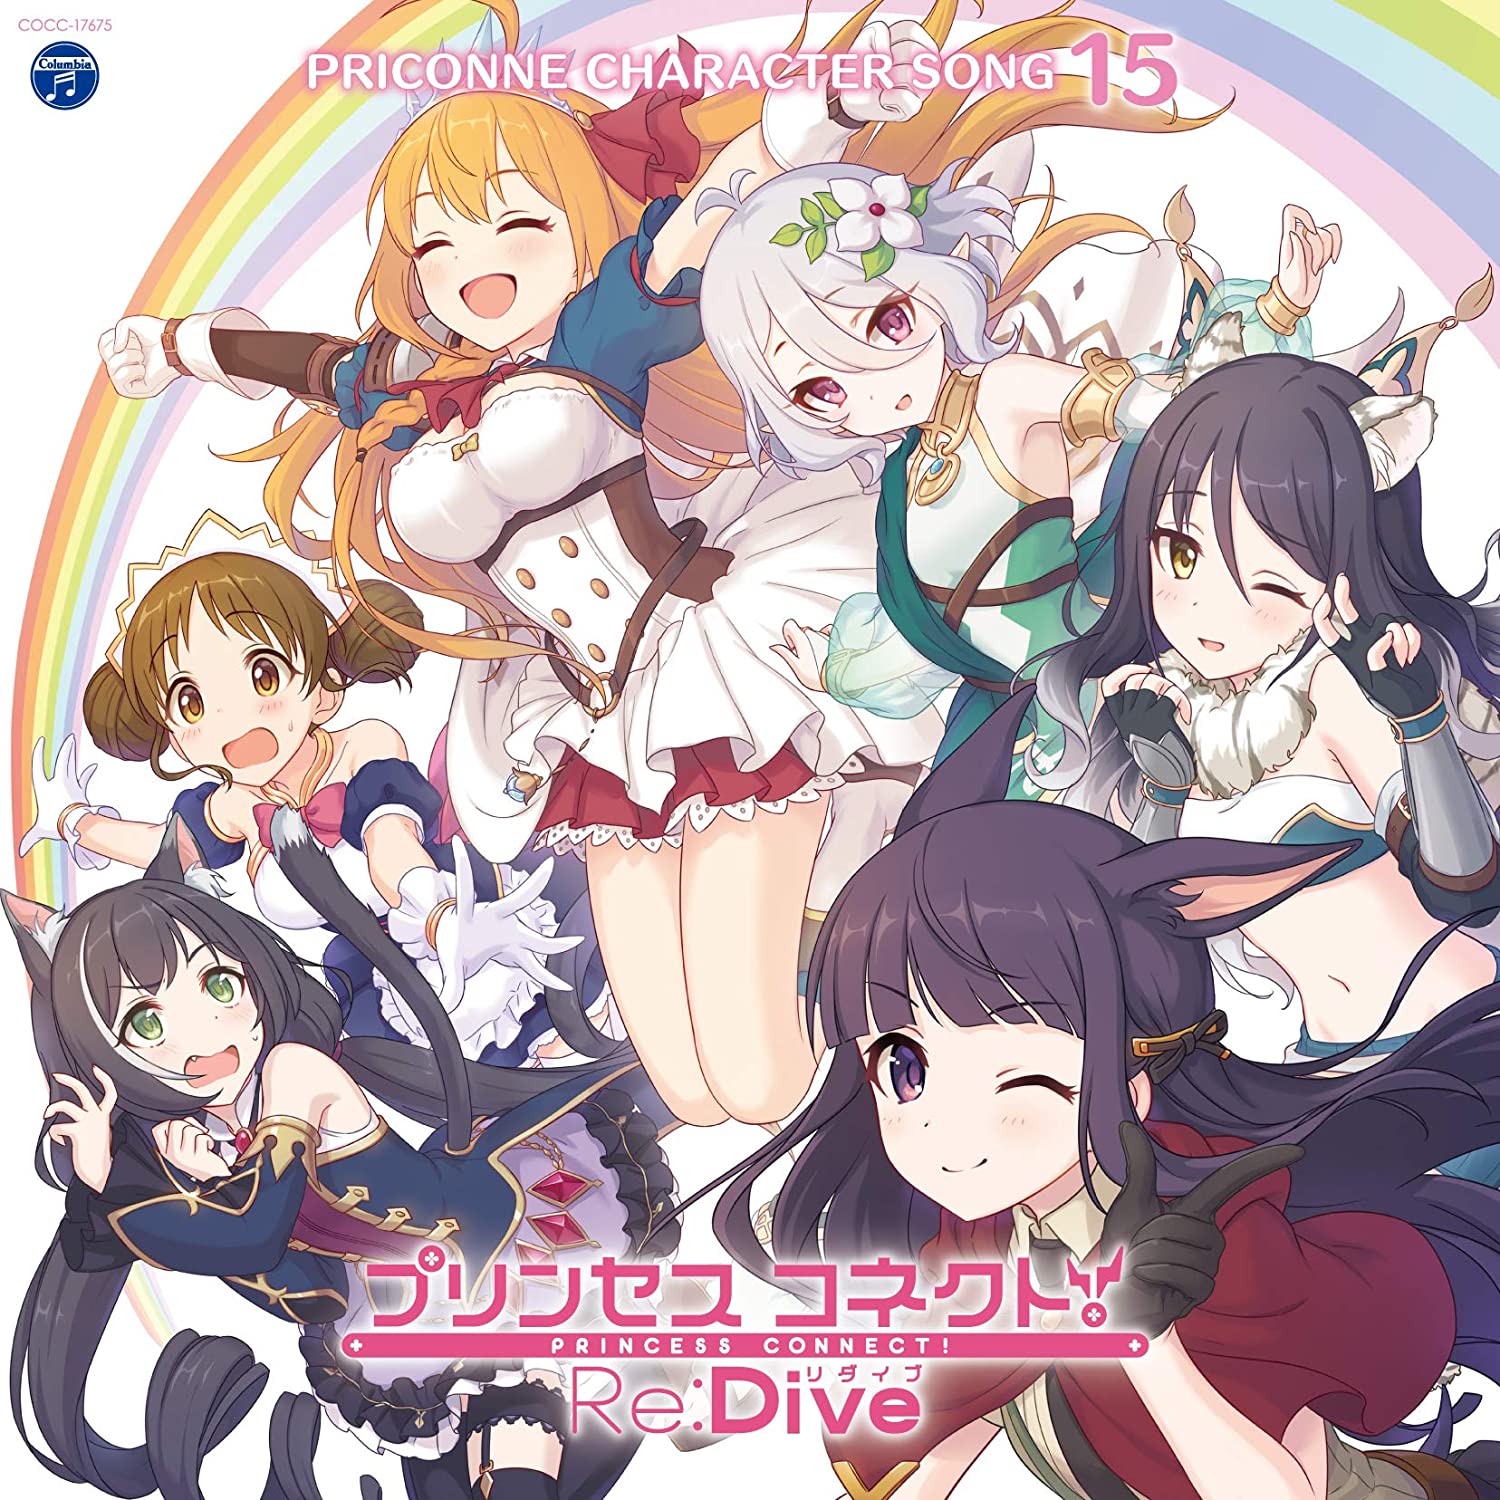 COCC-17675
Columbia
PRICONNE CHARACTER SONG 15
プリンセスコネクト!
PRINCESS CONNECT!
リダイブ
Re:Dive